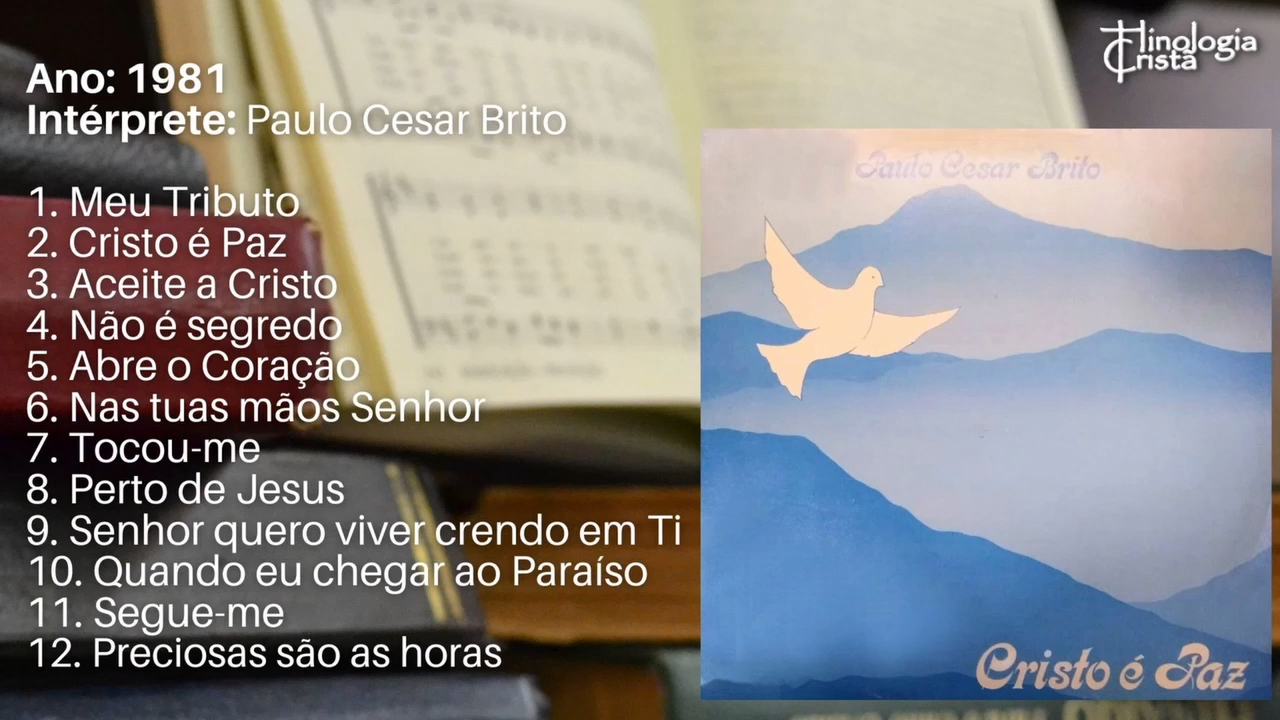 Ano: 1981
Intérprete: Paulo Cesar Brito
1. Meu Tributo
2. Cristo é Paz
3. Aceite a Cristo
4. Não é segredo
5. Abre o Coração
6. Nas tuas mãos Senhor
7. Tocou-me
8. Perto de Jesus
9. Senhor quero viver crendo em Ti
10. Quando eu chegar ao Paraíso
11. Segue-me
12. Preciosas são as horas
Hinologia
Cristã
Paulo Cesar Brito
Cristo é Paz